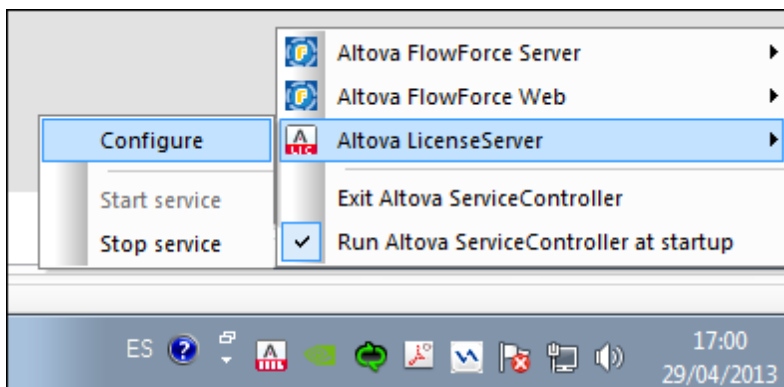 Altova FlowForce Server
Altova FlowForce Web
Configure
Altova LicenseServer
Start service
Exit Altova ServiceController
Stop service
Run Altova ServiceController at startup
ES
17:00
29/04/2013